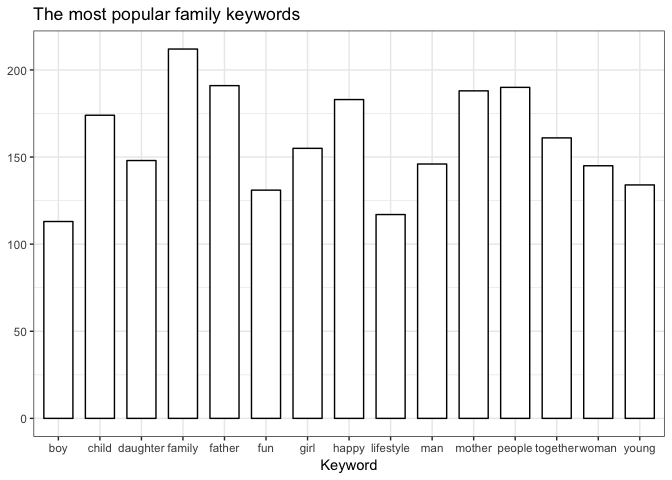 The most popular family keywords
200
150
100
50
0
boy child daughter family father fun girl happy lifestyle man mother people together woman young
Keyword